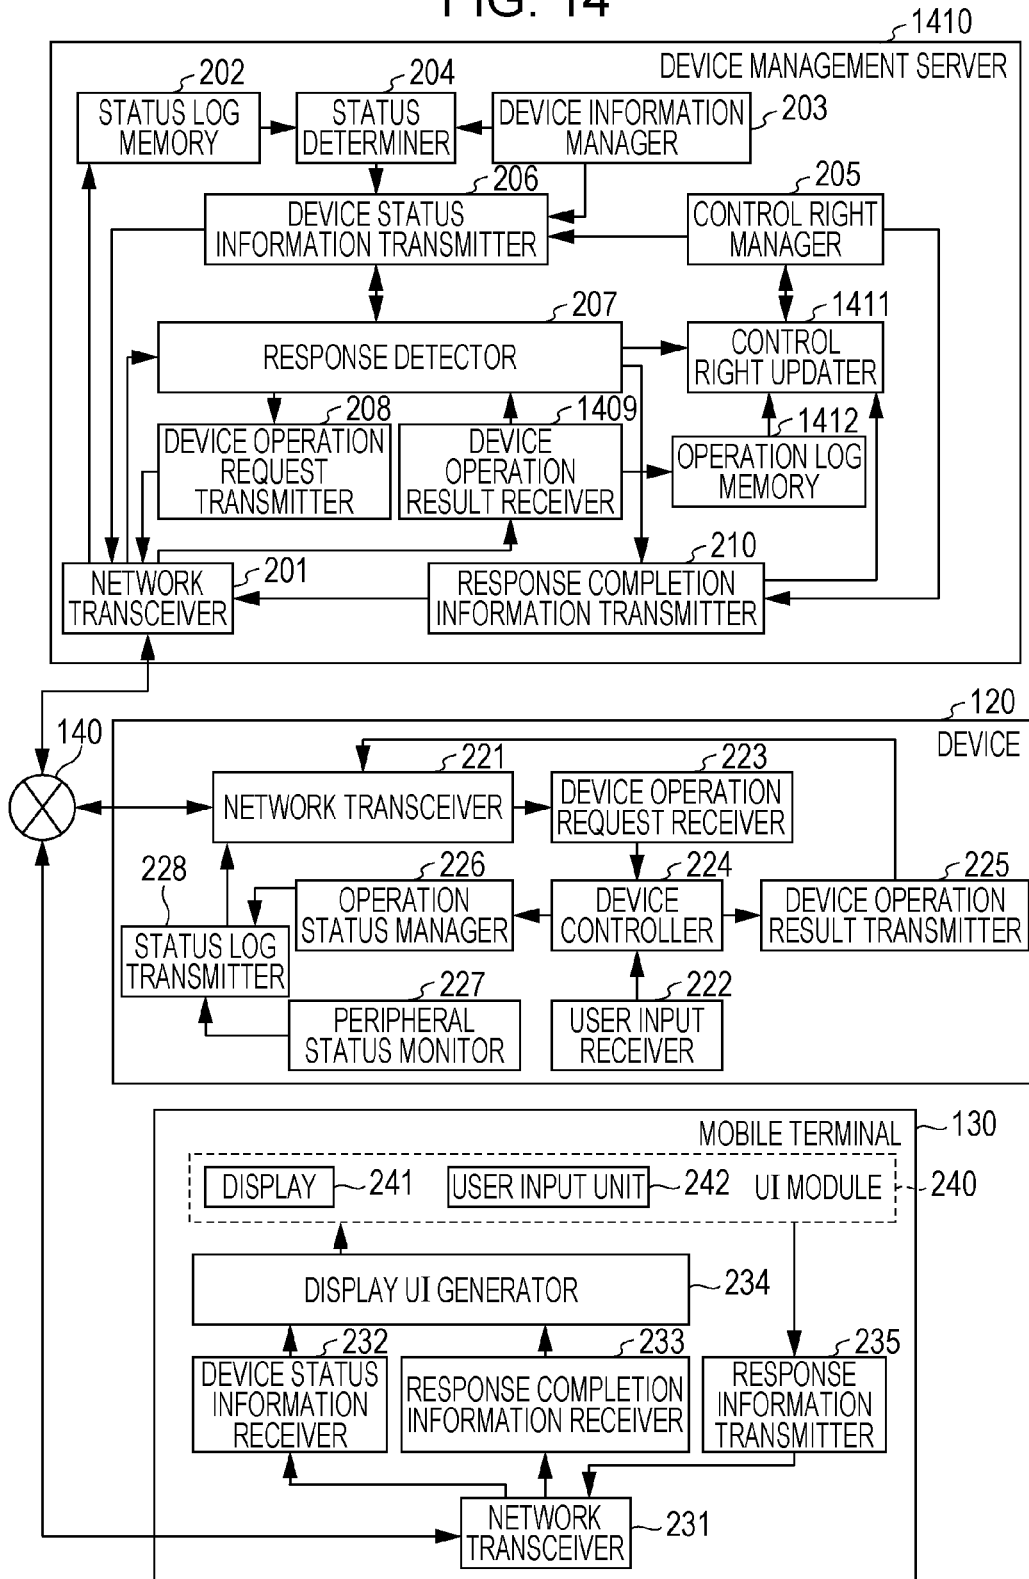 FIG. 14
1410
DEVICE MANAGEMENT SERVER
202
STATUS LOG
MEMORY
204
STATUS
DETERMINER
DEVICE INFORMATION
MANAGER
203
206
DEVICE STATUS
INFORMATION TRANSMITTER
205
CONTROL RIGHT
MANAGER
207
RESPONSE DETECTOR
1411
CONTROL
RIGHT UPDATER
208
DEVICE OPERATION
REQUEST
TRANSMITTER
1409
DEVICE
OPERATION
RESULT RECEIVER
1412
OPERATION LOG
MEMORY
201
NETWORK
TRANSCEIVER
210
RESPONSE COMPLETION
INFORMATION TRANSMITTER
140
120
DEVICE
221
NETWORK TRANSCEIVER
223
DEVICE OPERATION
REQUEST RECEIVER
228
STATUS LOG
TRANSMITTER
226
OPERATION
STATUS MANAGER
224
DEVICE
CONTROLLER
225
DEVICE OPERATION
RESULT TRANSMITTER
227
PERIPHERAL
STATUS MONITOR
222
USER INPUT
RECEIVER
MOBILE TERMINAL
130
DISPLAY
241
USER INPUT UNIT
242
UI MODULE
240
DISPLAY UI GENERATOR
234
232
DEVICE STATUS
INFORMATION
RECEIVER
233
RESPONSE COMPLETION
INFORMATION RECEIVER
235
RESPONSE
INFORMATION
TRANSMITTER
NETWORK
TRANSCEIVER
231